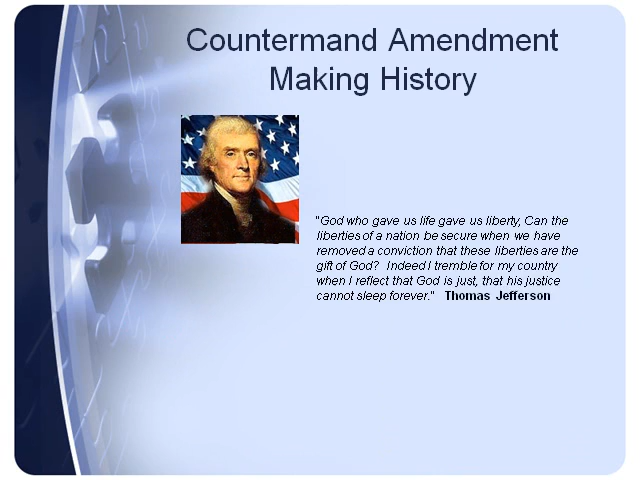 Countermand Amendment
Making History
"God who gave us life gave us liberty, Can the
liberties of a nation be secure when we have
removed a conviction that these liberties are the
gift of God?  Indeed I tremble for my country
when I reflect that God is just, that his justice
cannot sleep forever."   Thomas Jefferson